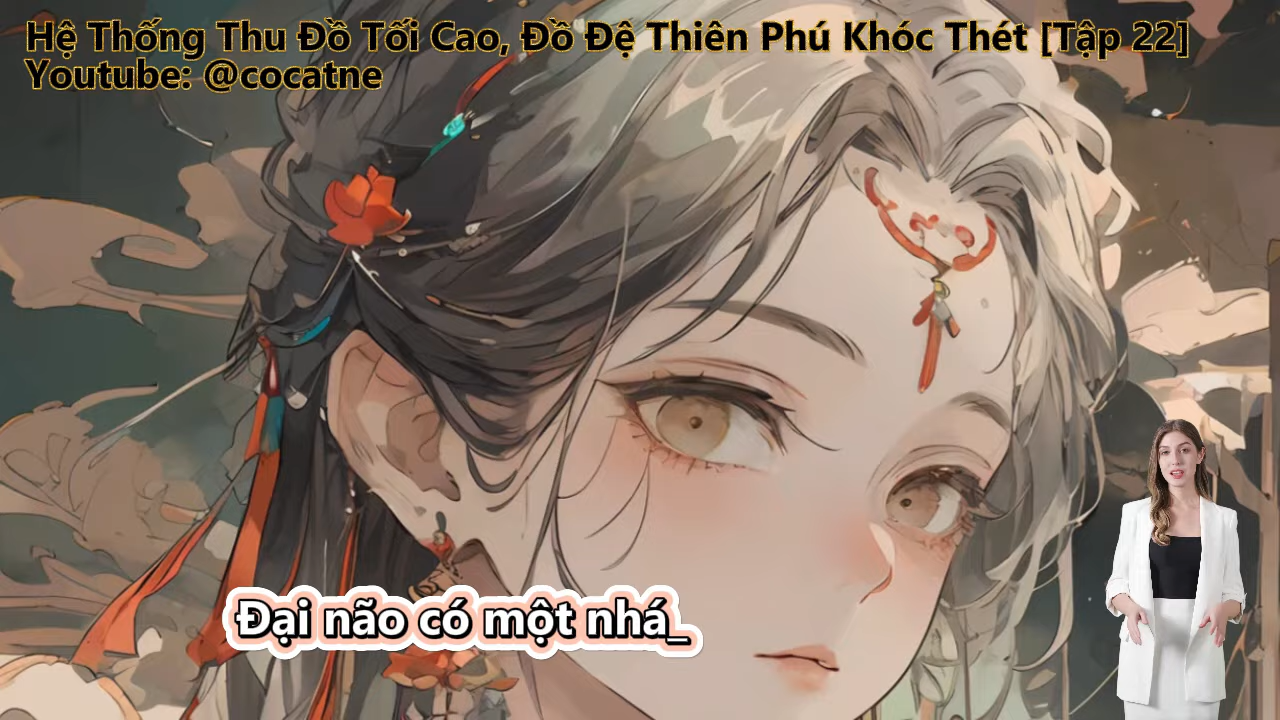 Hệ Thống Thu Đồ Tối Cao, Đồ Đệ Thiên Phú Khóc Thét [Tập 22]
Youtube: @cocatne
Đại não có một nhá_